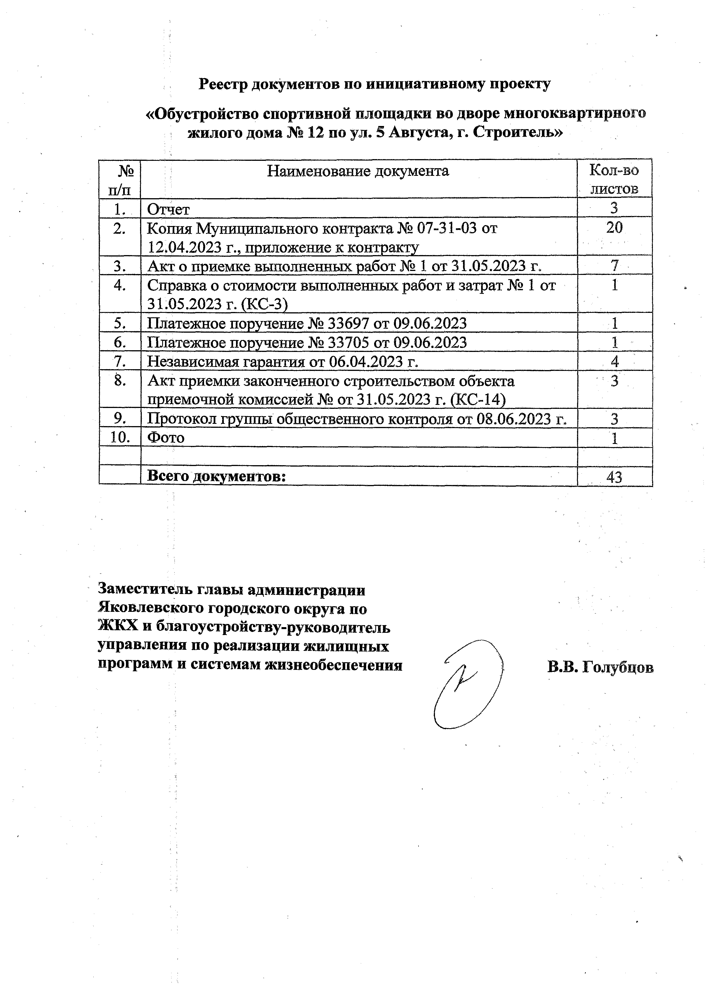 Реестр документов по инициативному проекту
«Обустройство спортивной площадки во дворе многоквартирного
жилого дома № 12 по ул. 5 Августа, г. Строитель»
№ Наименование документа Кол-во
п/п листов
1. Отчет 3
2. Копия Муниципального контракта № 07-31-03 от 20
12.04.2023 г., приложение к контракту
3. Акт о приемке выполненных работ № 1 от 31.05.2023 г. 7
4. Справка о стоимости выполненных работ и затрат № 1 от 1
31.05.2023 г. (КС-3)
5. Платежное поручение № 33697 от 09.06.2023 1
6. Платежное поручение № 33705 от 09.06.2023 1
7. Независимая гарантия от 06.04.2023 г. 4
8. Акт приемки законченного строительством объекта 3
приемочной комиссией № от 31.05.2023 г. (КС-14)
9. Протокол группы общественного контроля от 08.06.2023 г. 3
10. Фото 1
Всего документов: 43
Заместитель главы администрации
Яковлевского городского округа по
ЖКХ и благоустройству-руководитель
управления по реализации жилищных
программ и системам жизнеобеспечения В.В. Голубцов